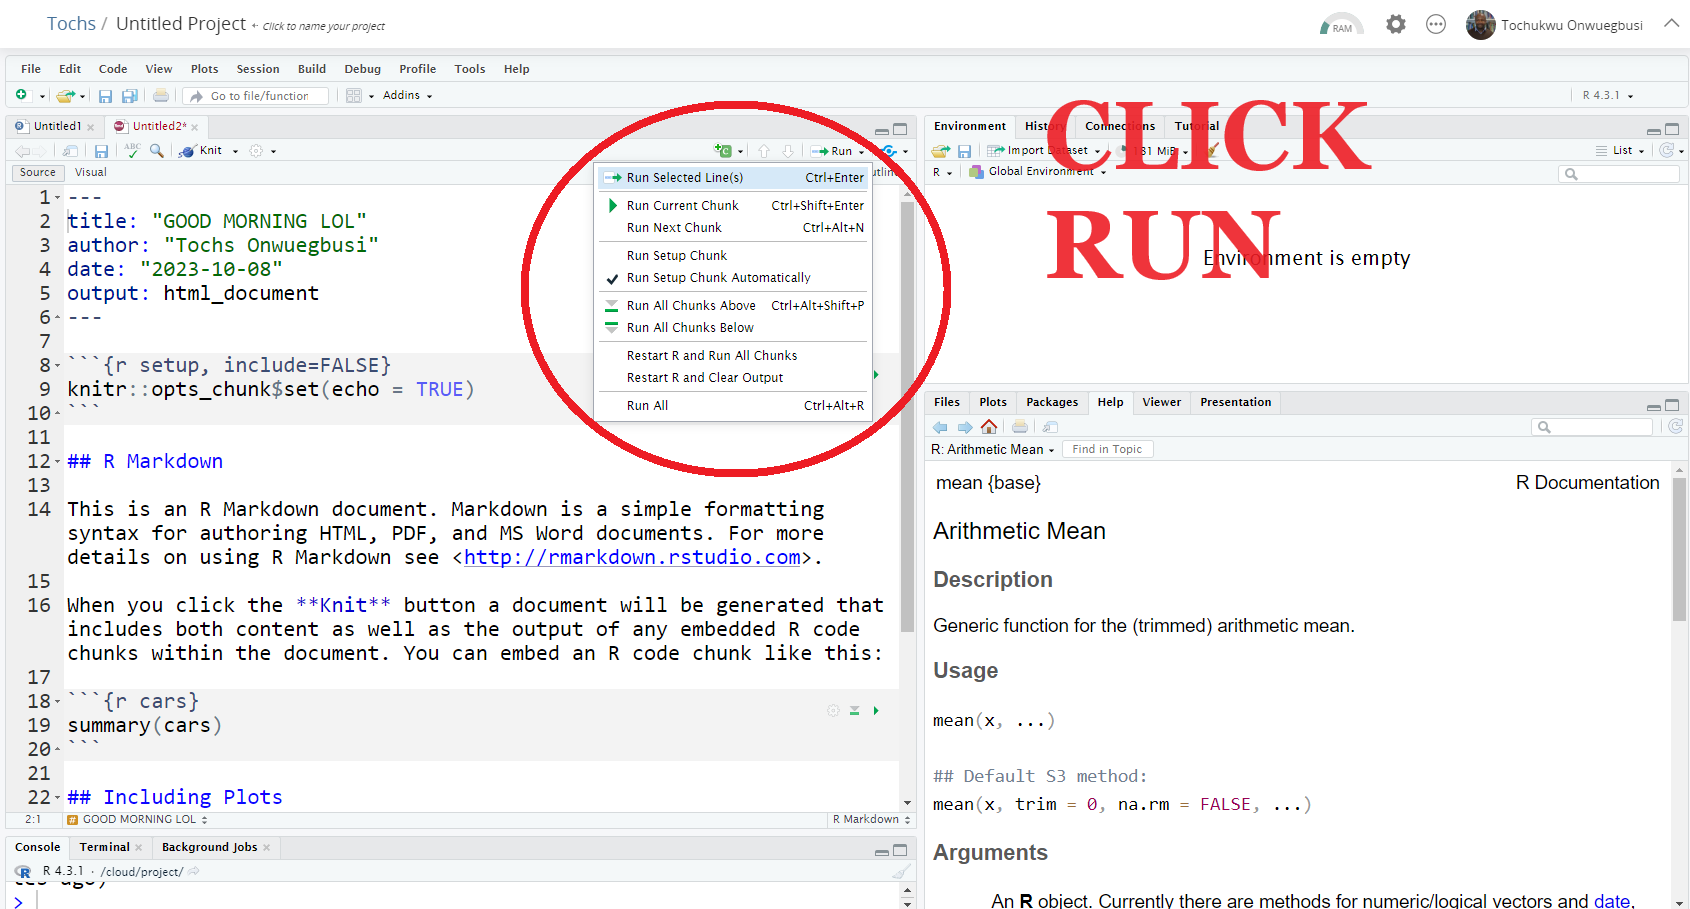 Tochs / Untitled Project ← Click to name your project
RAM
Tochukwu Onwuegbusi
File Edit Code View Plots Session Build Debug Profile Tools Help
Go to file/function
Addins
R 4.3.1
Untitled1
Untitled2*
ABC
Knit
Run
Source Visual
Run Selected Line(s) Ctrl+Enter
Run Current Chunk Ctrl+Shift+Enter
Run Next Chunk Ctrl+Alt+N
Run Setup Chunk
Run Setup Chunk Automatically
Run All Chunks Above Ctrl+Alt+Shift+P
Run All Chunks Below
Restart R and Run All Chunks
Restart R and Clear Output
Run All Ctrl+Alt+R
1 ---
2 title: "GOOD MORNING LOL"
3 author: "Tochs Onwuegbusi"
4 date: "2023-10-08"
5 output: html_document
6 ---
7
8 ```{r setup, include=FALSE}
9 knitr::opts_chunk$set(echo = TRUE)
10 ```
11
12 ## R Markdown
13
14 This is an R Markdown document. Markdown is a simple formatting
syntax for authoring HTML, PDF, and MS Word documents. For more
details on using R Markdown see <http://rmarkdown.rstudio.com>.
15
16 When you click the **Knit** button a document will be generated that
includes both content as well as the output of any embedded R code
chunks within the document. You can embed an R code chunk like this:
17
18 ```{r cars}
19 summary(cars)
20 ```
21
22 ## Including Plots
2:1 # GOOD MORNING LOL R Markdown
Console Terminal Background Jobs
R 4.3.1 · /cloud/project/
>
Environment History Connections Tutorial
CLICK
RUN
Import Dataset 181 MiB List
R Global Environment
Environment is empty
Files Plots Packages Help Viewer Presentation
R: Arithmetic Mean Find in Topic
mean {base} R Documentation
Arithmetic Mean
Description
Generic function for the (trimmed) arithmetic mean.
Usage
mean(x, ...)
## Default S3 method:
mean(x, trim = 0, na.rm = FALSE, ...)
Arguments
An R object. Currently there are methods for numeric/logical vectors and date,